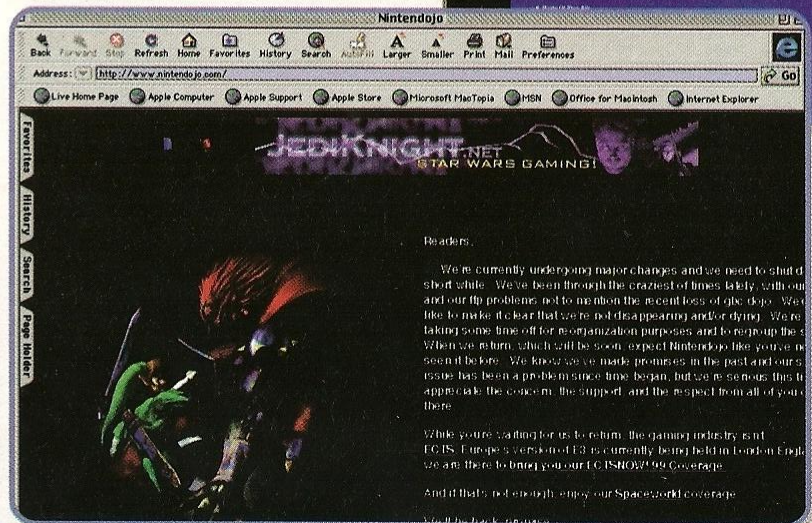 Nintendojo
Back Forward Stop Refresh Home Favorites History Search AutoFill Larger Smaller Print Mail Preferences
Address: http://www.nintendojo.com/ Go
Live Home Page Apple Computer Apple Support Apple Store Microsoft MacTopia MSN Office for Macintosh Internet Explorer
Favorites
History
Search
Page Holder
JEDIKNIGHT.NET
STAR WARS GAMING!
Readers,
We're currently undergoing major changes and we need to shut d
short while. We've been through the craziest of times lately, with our
and our ftp problems not to mention the recent loss of gbc dojo. We
like to make it clear that we're not disappearing and/or dying. We're
taking some time off for reorganization purposes and to regroup the s
When we return, which will be soon, expect Nintendojo like you've ne
seen it before. We know we've made promises in the past and our s
issue has been a problem since time began, but we're serious this ti
appreciate the concern, the support, and the respect from all of you
there.
While you're waiting for us to return, the gaming industry isn't.
ECTS, Europe's version of E3 is currently being held in London Engla
we are there to bring you our ECTSNOW! 99 Coverage.
And if that's not enough, enjoy our Spaceworld coverage.
We'll be back,